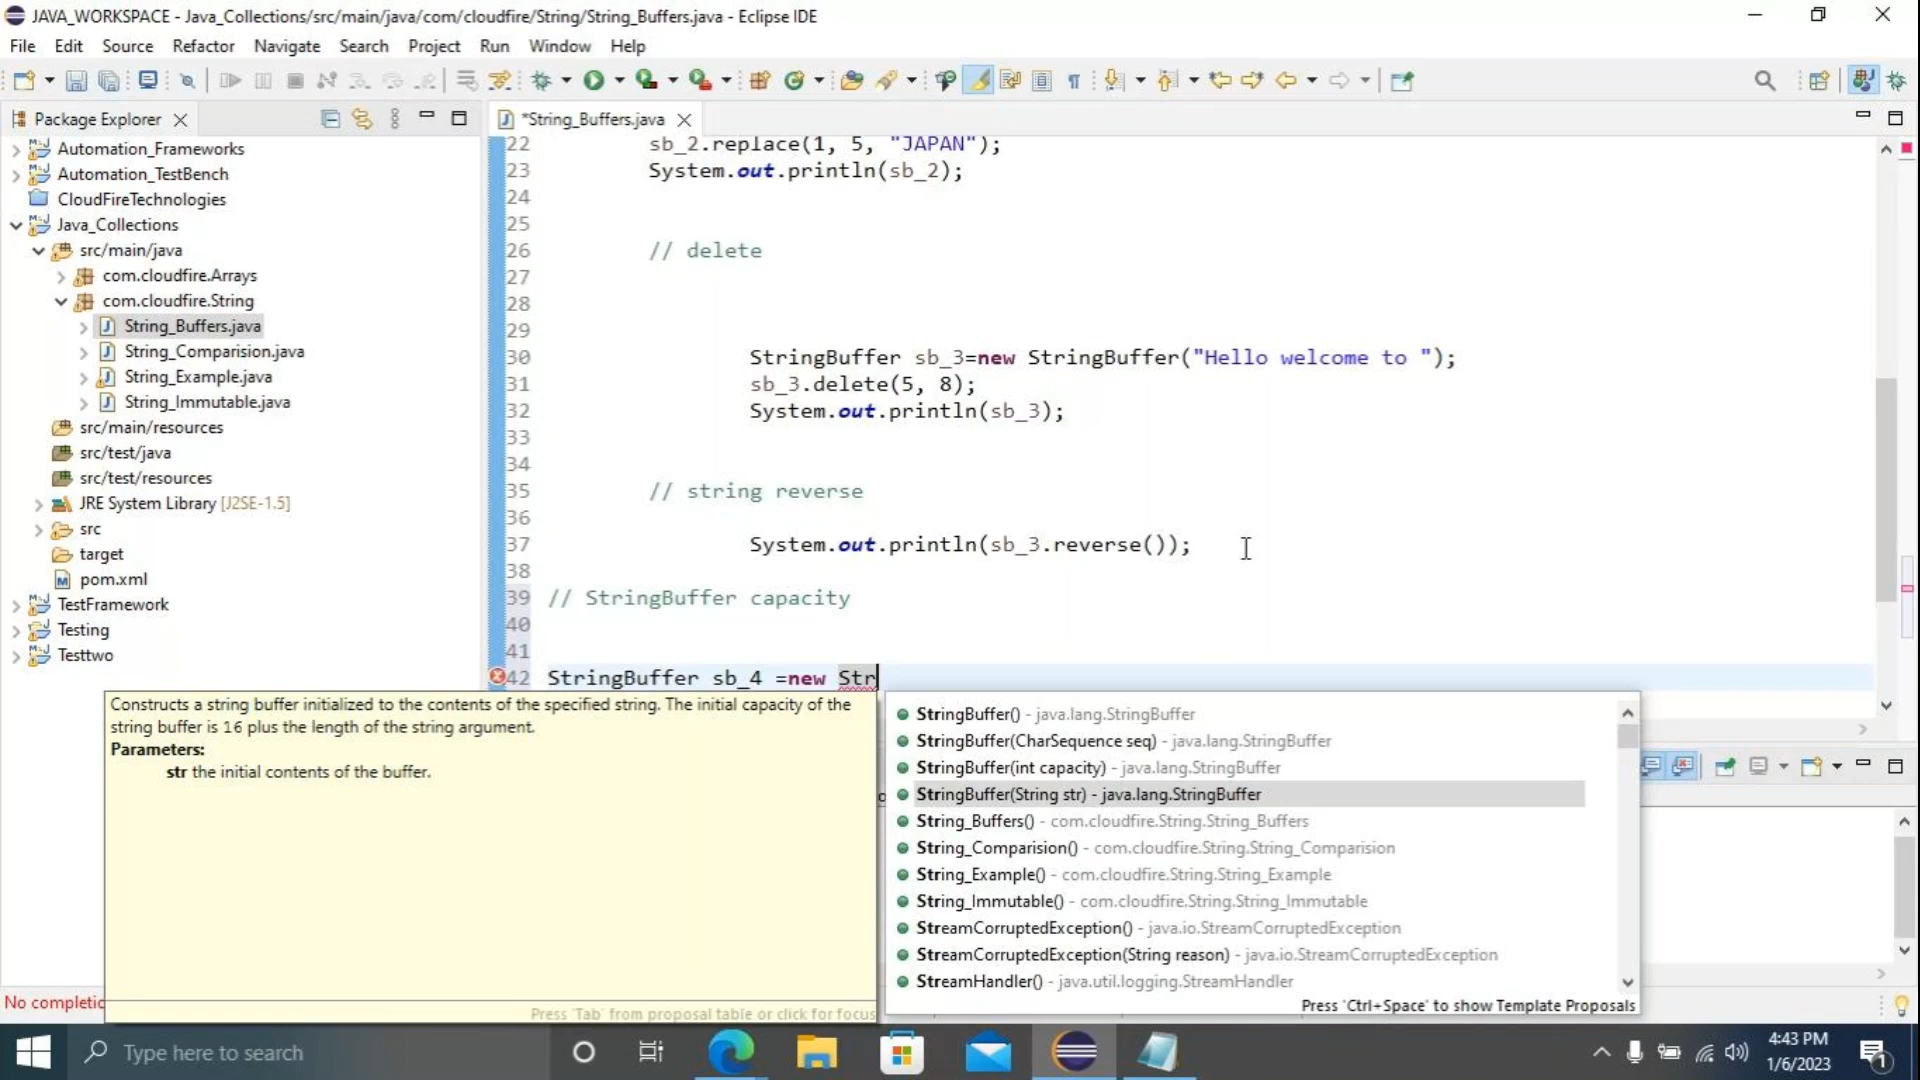 JAVA_WORKSPACE - Java_Collections/src/main/java/com/cloudfire/String/String_Buffers.java - Eclipse IDE
File Edit Source Refactor Navigate Search Project Run Window Help
Package Explorer
*String_Buffers.java
Automation_Frameworks
Automation_TestBench
CloudFireTechnologies
Java_Collections
src/main/java
com.cloudfire.Arrays
com.cloudfire.String
String_Buffers.java
String_Comparision.java
String_Example.java
String_Immutable.java
src/main/resources
src/test/java
src/test/resources
JRE System Library [J2SE-1.5]
src
target
pom.xml
TestFramework
Testing
Testtwo
22 sb_2.replace(1, 5, "JAPAN");
23 System.out.println(sb_2);
24
25
26 // delete
27
28
29
30 StringBuffer sb_3=new StringBuffer("Hello welcome to ");
31 sb_3.delete(5, 8);
32 System.out.println(sb_3);
33
34
35 // string reverse
36
37 System.out.println(sb_3.reverse());
38
39 // StringBuffer capacity
40
41
42 StringBuffer sb_4 =new Str
Constructs a string buffer initialized to the contents of the specified string. The initial capacity of the
string buffer is 16 plus the length of the string argument.
Parameters:
str the initial contents of the buffer.
Press 'Tab' from proposal table or click for focus
StringBuffer() - java.lang.StringBuffer
StringBuffer(CharSequence seq) - java.lang.StringBuffer
StringBuffer(int capacity) - java.lang.StringBuffer
StringBuffer(String str) - java.lang.StringBuffer
String_Buffers() - com.cloudfire.String.String_Buffers
String_Comparision() - com.cloudfire.String.String_Comparision
String_Example() - com.cloudfire.String.String_Example
String_Immutable() - com.cloudfire.String.String_Immutable
StreamCorruptedException() - java.io.StreamCorruptedException
StreamCorruptedException(String reason) - java.io.StreamCorruptedException
StreamHandler() - java.util.logging.StreamHandler
Press 'Ctrl+Space' to show Template Proposals
No
Type here to search
4:43 PM
1/6/2023
1